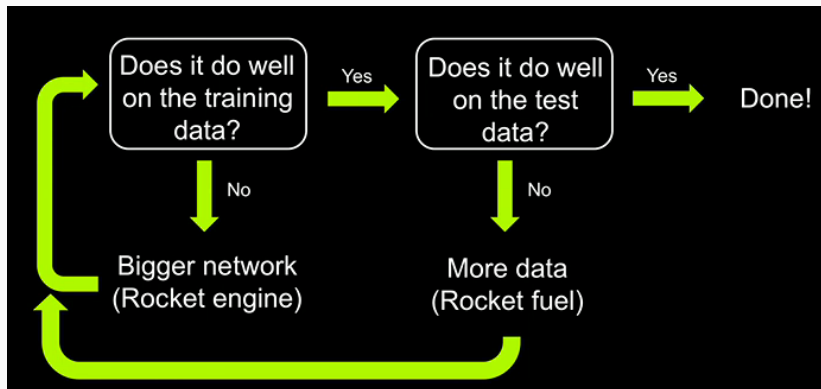 Does it do well
on the training
data?
Yes
Does it do well
on the test
data?
Yes
Done!
No
No
Bigger network
(Rocket engine)
More data
(Rocket fuel)